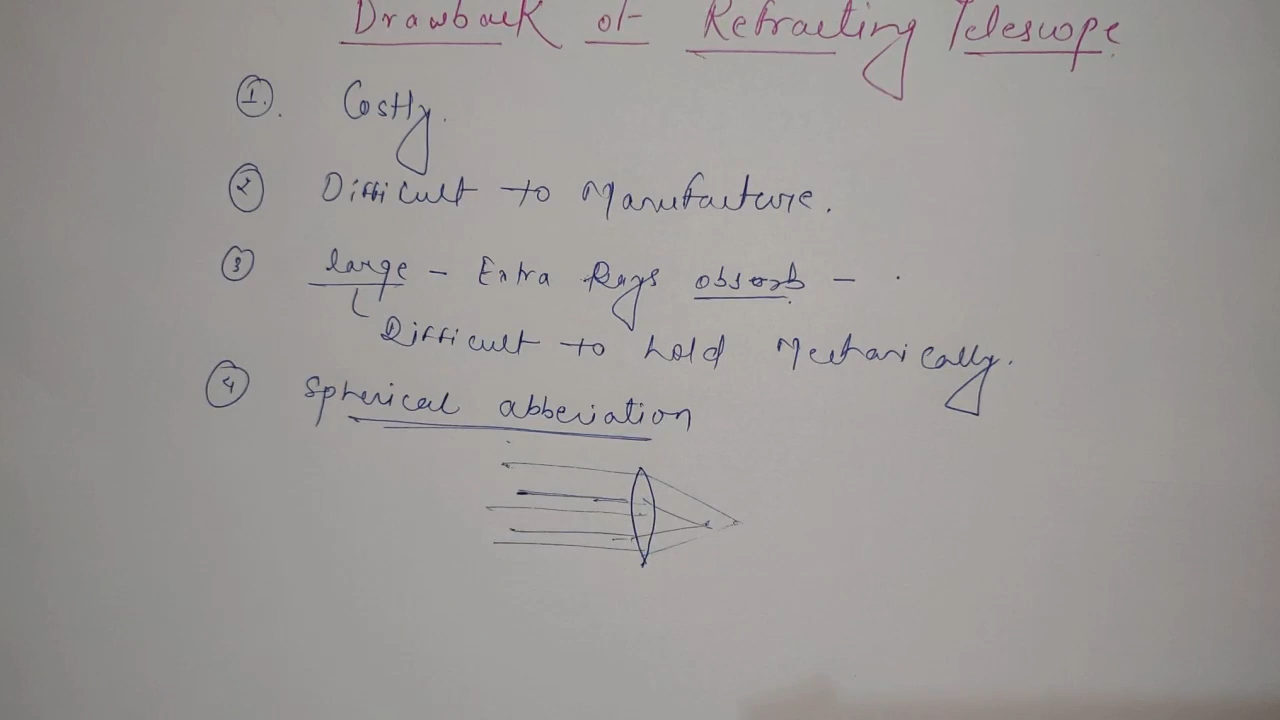 Drawback of Refracting Telescope
1. Costly.
2 Difficult to Manufacture.
3 large - Extra Rays absorb -
Difficult to hold Mechanically.
4 Spherical abberiation